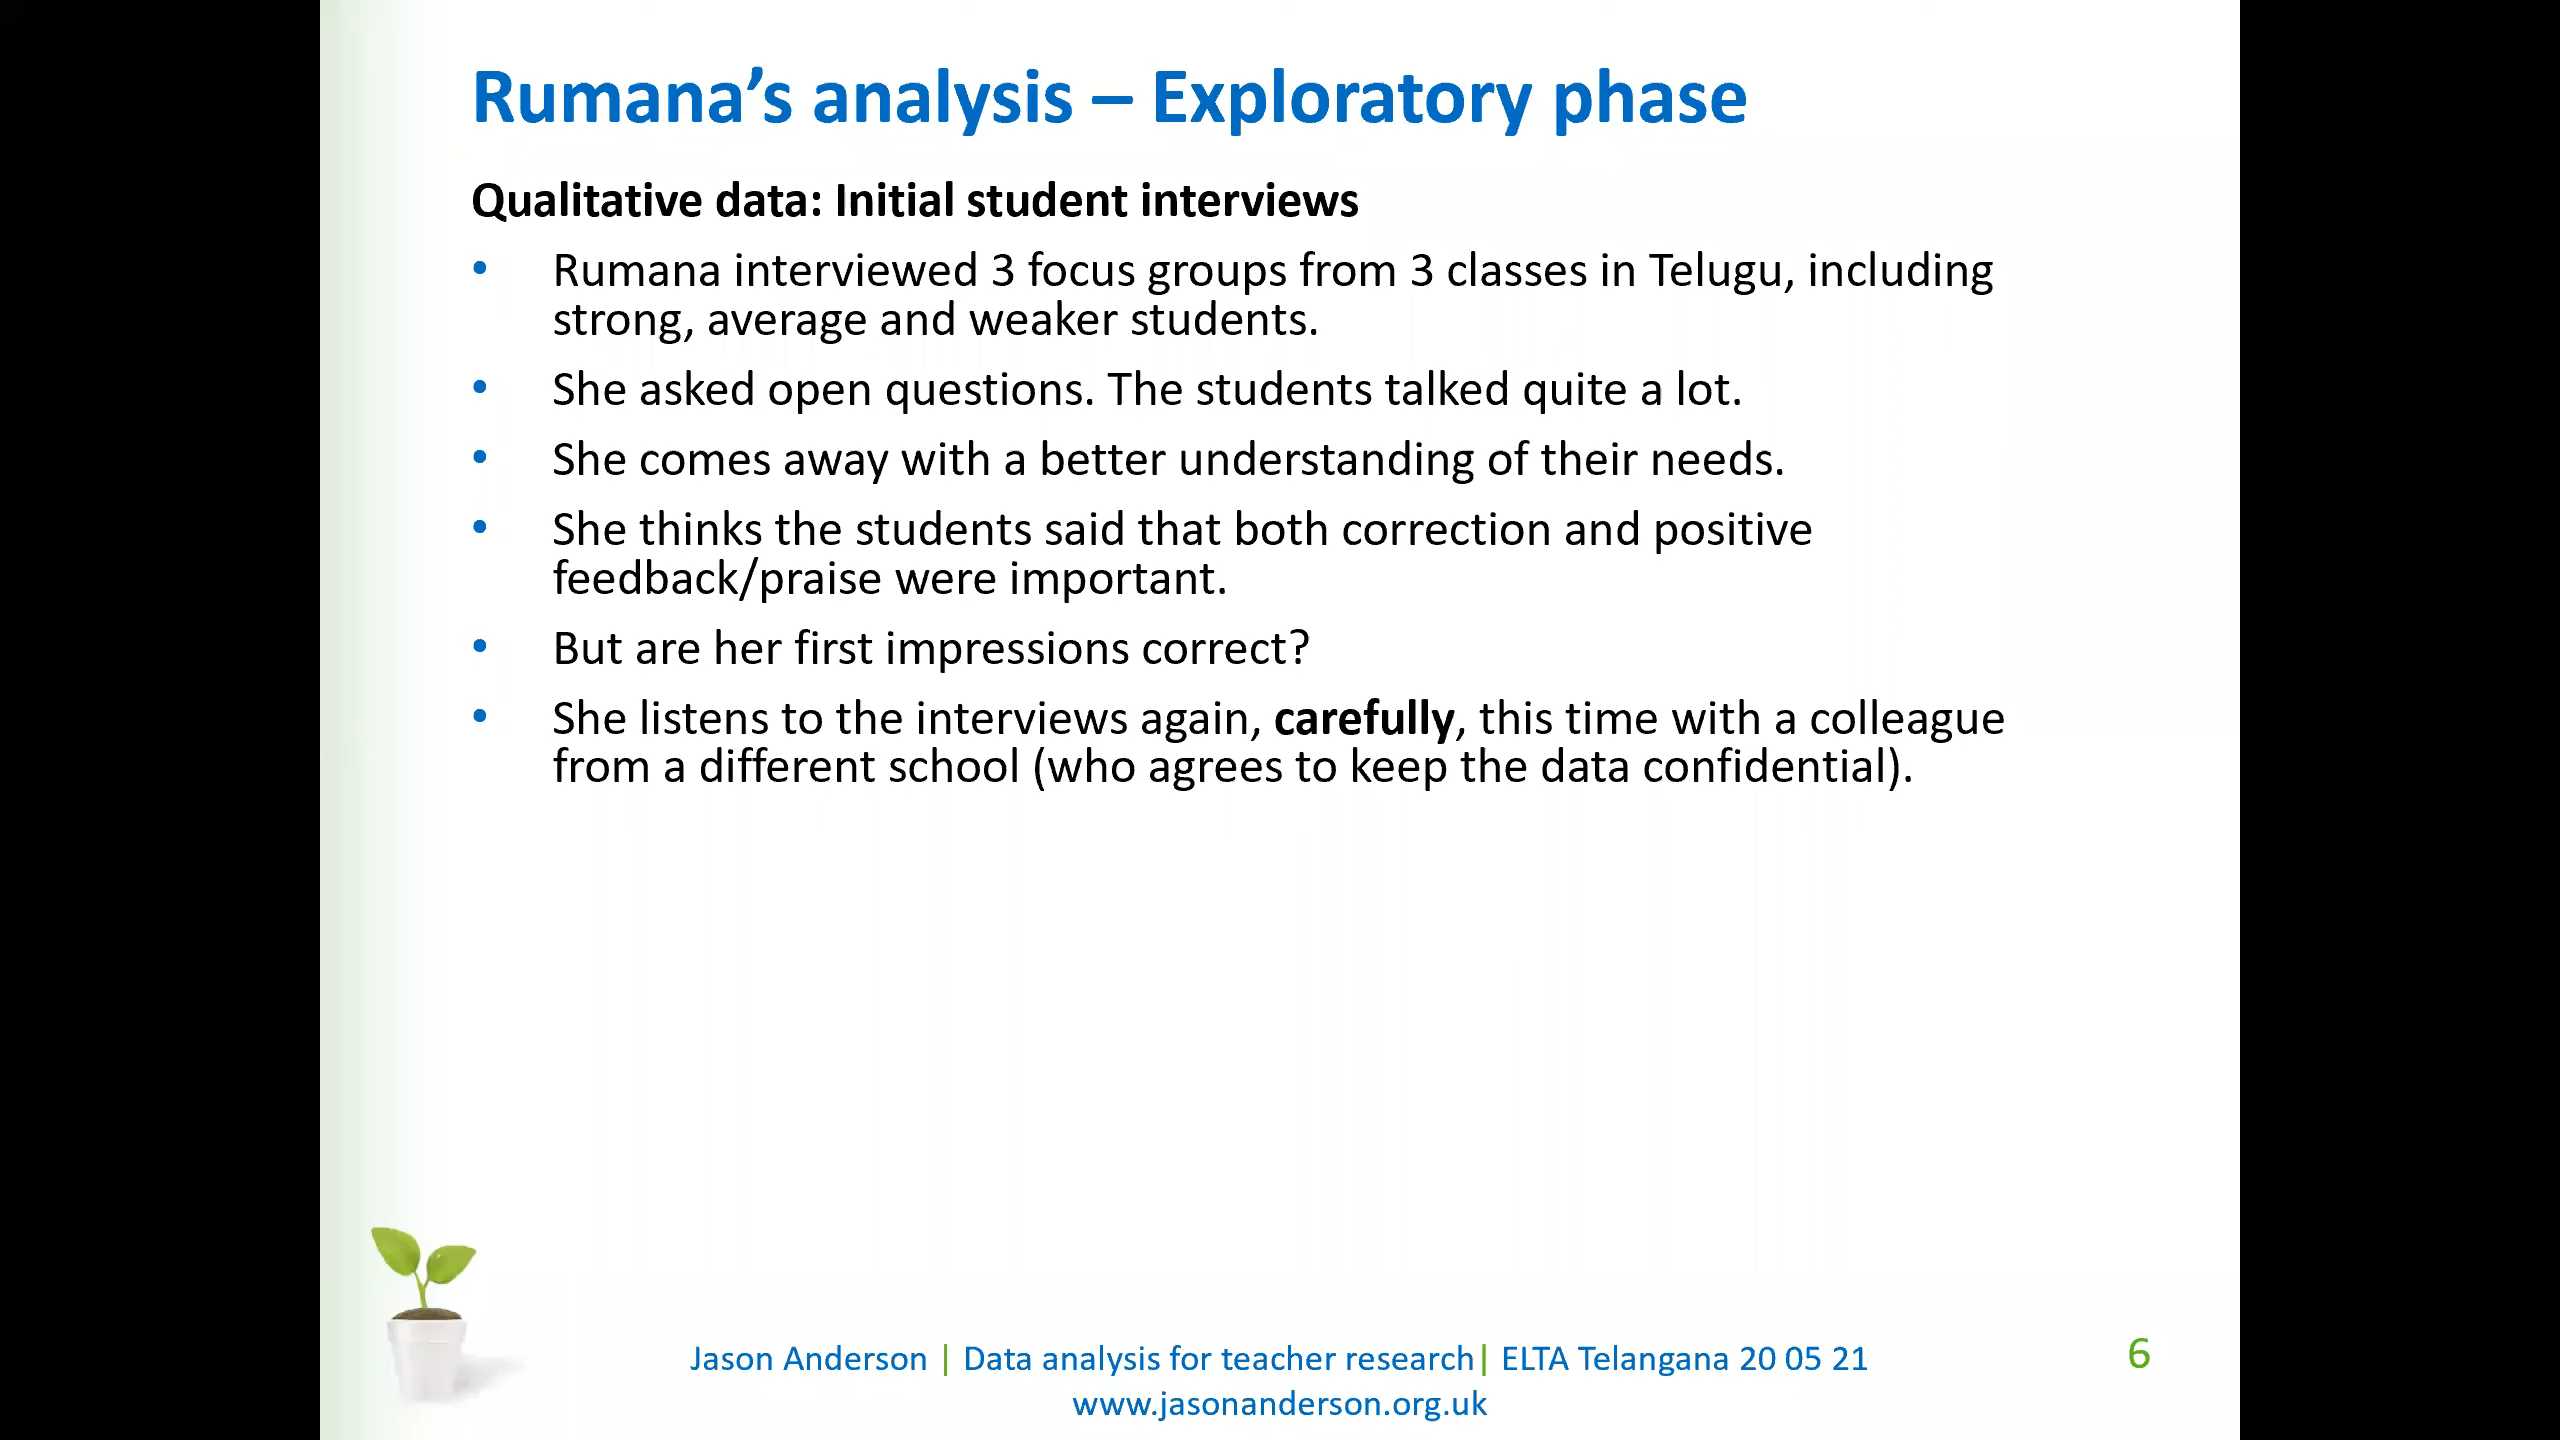 Rumana’s analysis – Exploratory phase
Qualitative data: Initial student interviews
• Rumana interviewed 3 focus groups from 3 classes in Telugu, including
strong, average and weaker students.
• She asked open questions. The students talked quite a lot.
• She comes away with a better understanding of their needs.
• She thinks the students said that both correction and positive
feedback/praise were important.
• But are her first impressions correct?
• She listens to the interviews again, carefully, this time with a colleague
from a different school (who agrees to keep the data confidential).
Jason Anderson | Data analysis for teacher research| ELTA Telangana 20 05 21
www.jasonanderson.org.uk
6